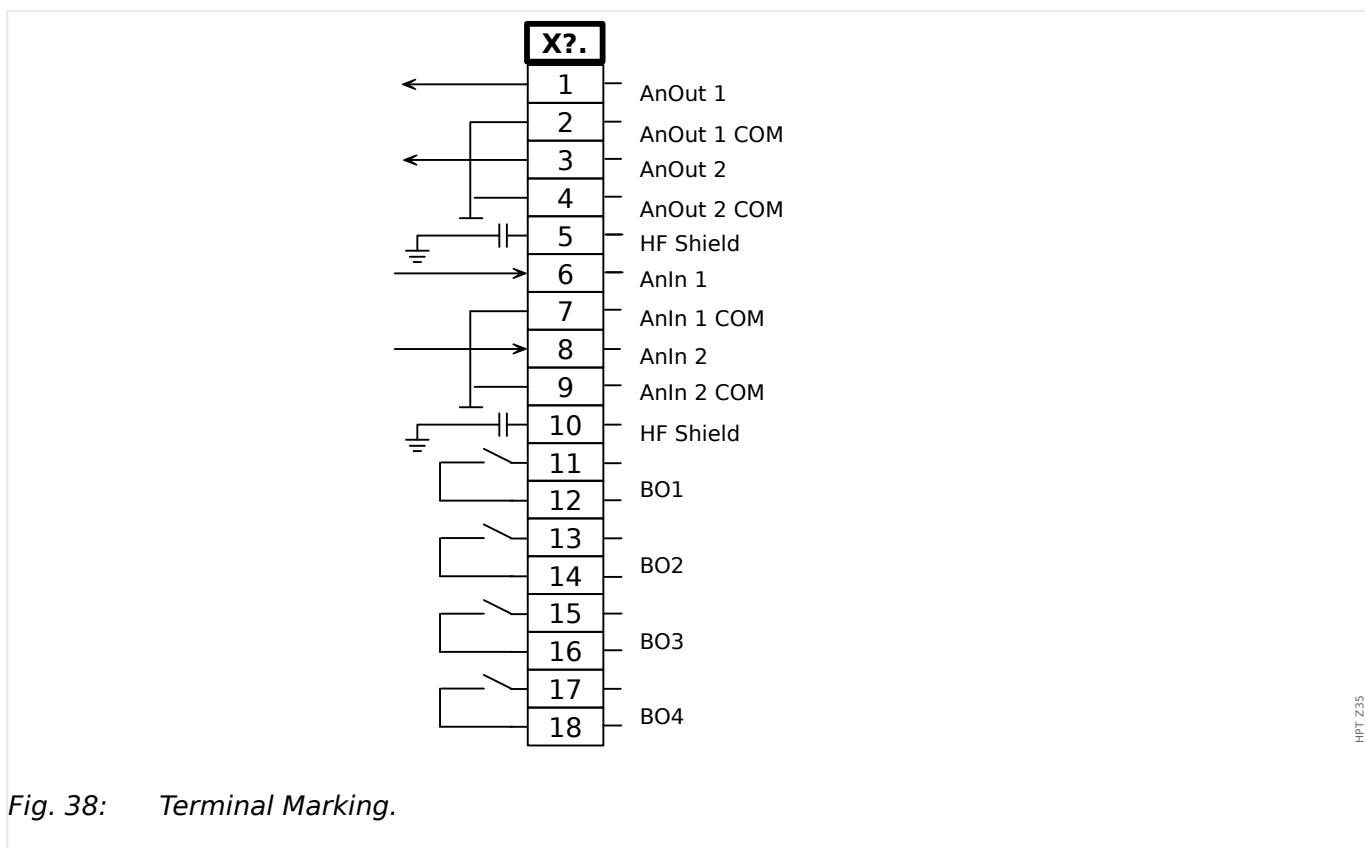 X?.
1
AnOut 1
2
AnOut 1 COM
3
AnOut 2
4
AnOut 2 COM
5
HF Shield
6
AnIn 1
7
AnIn 1 COM
8
AnIn 2
9
AnIn 2 COM
10
HF Shield
11
BO1
12
13
BO2
14
15
BO3
16
17
BO4
18
HPT Z35
Fig. 38: Terminal Marking.